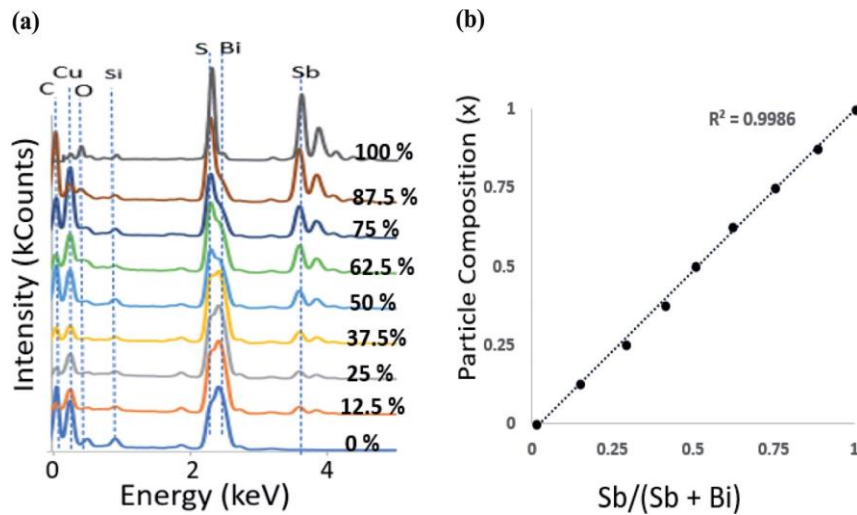 (a)
S Bi
Cu
C O Si Sb
100 %
87.5 %
75 %
62.5 %
50 %
37.5%
25 %
12.5 %
0 %
Intensity (kCounts)
0 2 4
Energy (keV)
(b)
R² = 0.9986
1
0.75
0.5
0.25
0
Particle Composition (x)
0 0.25 0.5 0.75 1
Sb/(Sb + Bi)